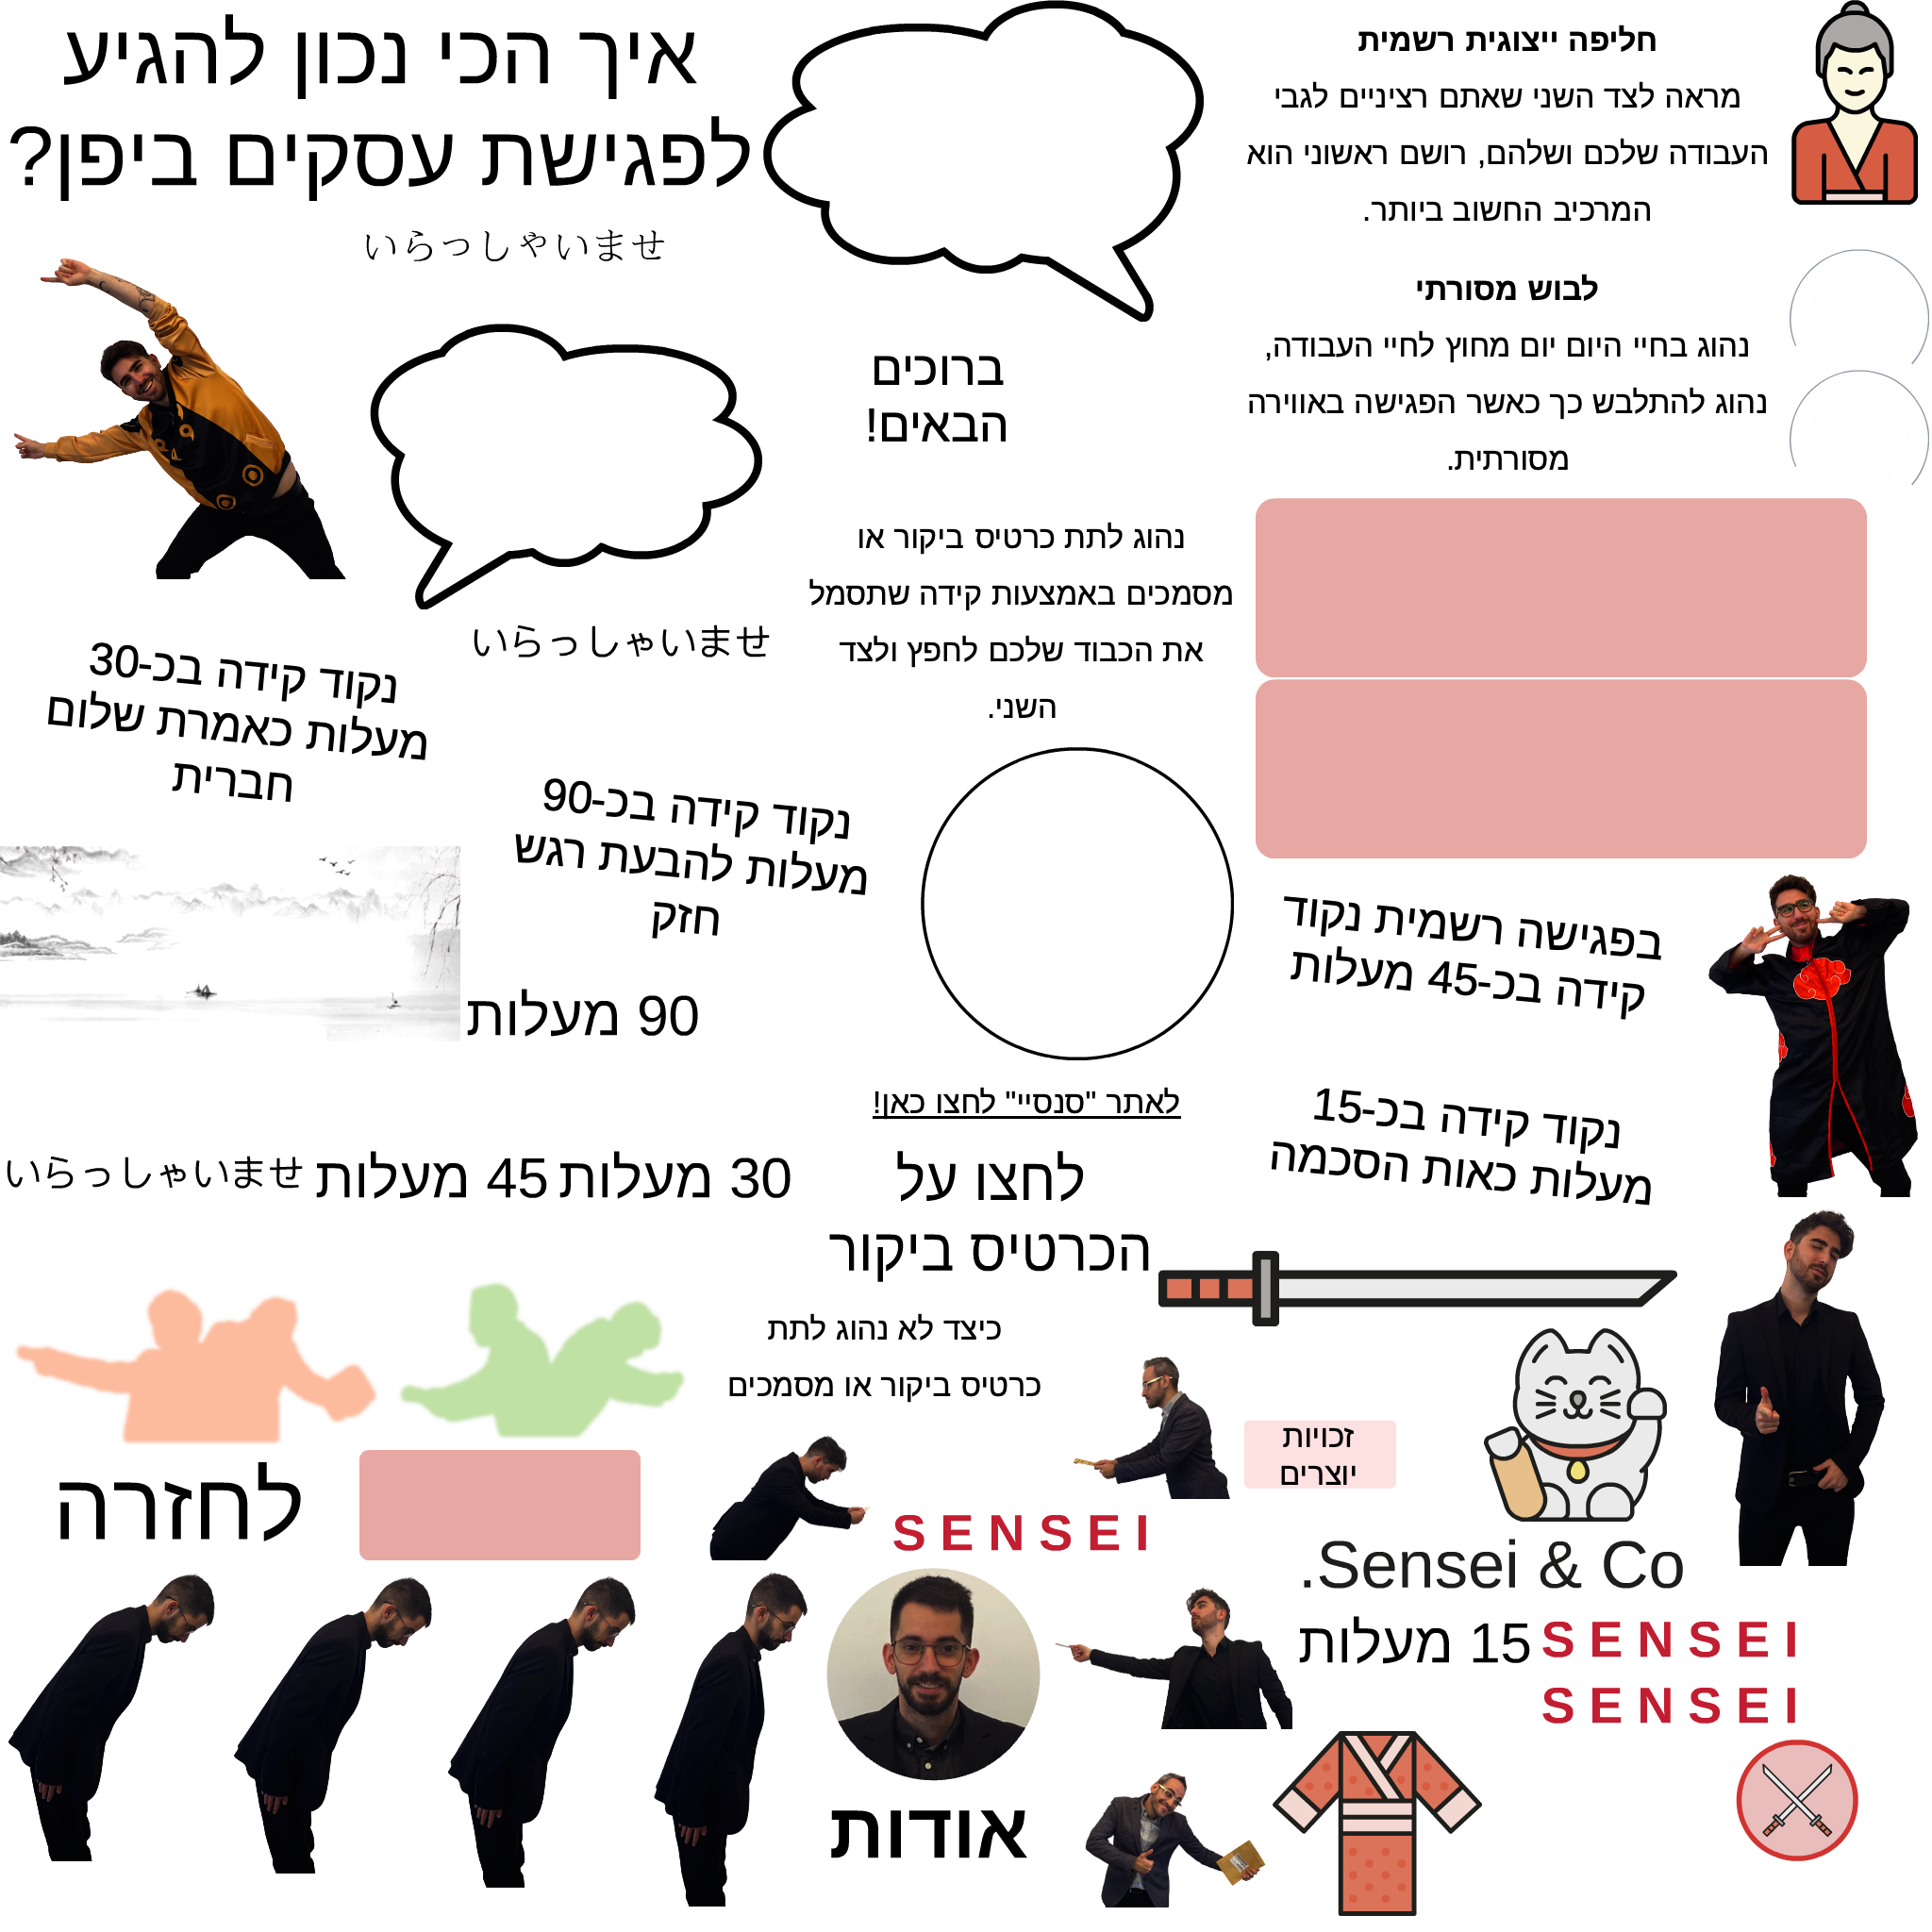 איך הכי נכון להגיע
לפגישת עסקים ביפן?
いらっしゃいませ
חליפה ייצוגית רשמית
מראה לצד השני שאתם רציניים לגבי
העבודה שלכם ושלהם, רושם ראשוני הוא
המרכיב החשוב ביותר.
לבוש מסורתי
נהוג בחיי היום יום מחוץ לחיי העבודה,
נהוג להתלבש כך כאשר הפגישה באווירה
מסורתית.
ברוכים
הבאים!
נהוג לתת כרטיס ביקור או
מסמכים באמצעות קידה שתסמל
את הכבוד שלכם לחפץ ולצד
השני.
いらっしゃいませ
נקוד קידה בכ-30
מעלות כאמרת שלום
חברית
נקוד קידה בכ-90
מעלות להבעת רגש
חזק
90 מעלות
בפגישה רשמית נקוד
קידה בכ-45 מעלות
לאתר "סנסיי" לחצו כאן!
נקוד קידה בכ-15
מעלות כאות הסכמה
いらっしゃいませ
45 מעלות
30 מעלות
לחצו על
הכרטיס ביקור
כיצד לא נהוג לתת
כרטיס ביקור או מסמכים
זכויות
יוצרים
לחזרה
SENSEI
Sensei & Co.
15 מעלות
SENSEI
SENSEI
אודות